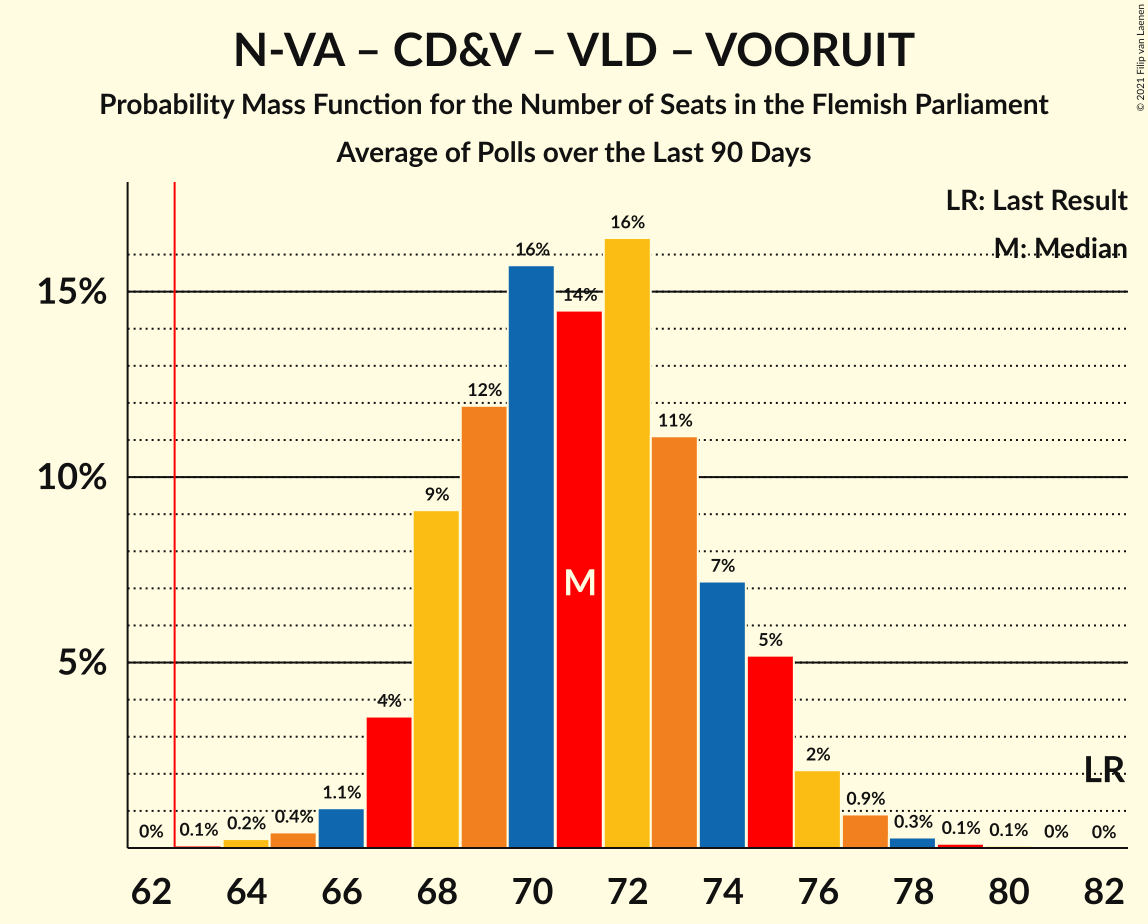 N-VA – CD&V – VLD – VOORUIT
Probability Mass Function for the Number of Seats in the Flemish Parliament
Average of Polls over the Last 90 Days
© 2021 Filip van Laenen
LR: Last Result
M: Median
15%
10%
5%
0%
0.1%
0.2%
0.4%
1.1%
4%
9%
12%
16%
14%
16%
11%
7%
5%
2%
0.9%
0.3%
0.1%
0.1%
0%
0%
M
LR
62 64 66 68 70 72 74 76 78 80 82